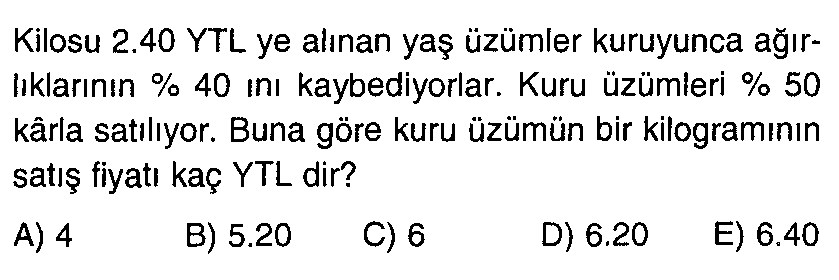 Kilosu 2.40 YTL ye alınan yaş üzümler kuruyunca ağır-
lıklarının % 40 ını kaybediyorlar. Kuru üzümleri % 50
kârla satılıyor. Buna göre kuru üzümün bir kilogramının
satış fiyatı kaç YTL dir?
A) 4 B) 5.20 C) 6 D) 6.20 E) 6.40